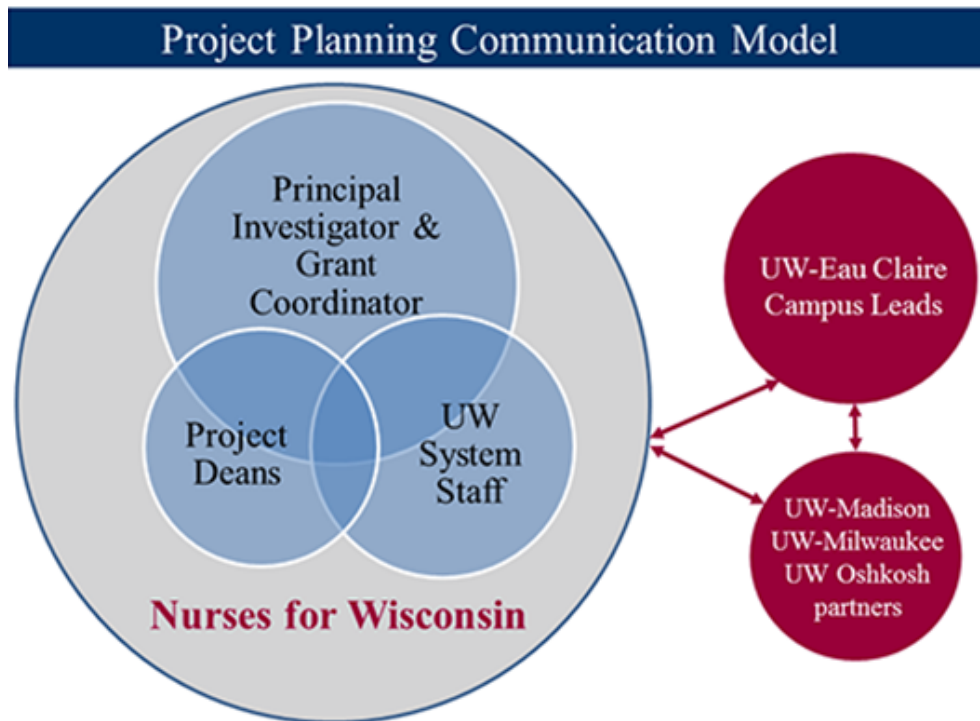 Project Planning Communication Model
Principal
Investigator &
Grant
Coordinator
Project
Deans
UW
System
Staff
Nurses for Wisconsin
UW-Eau Claire
Campus Leads
UW-Madison
UW-Milwaukee
UW Oshkosh
partners